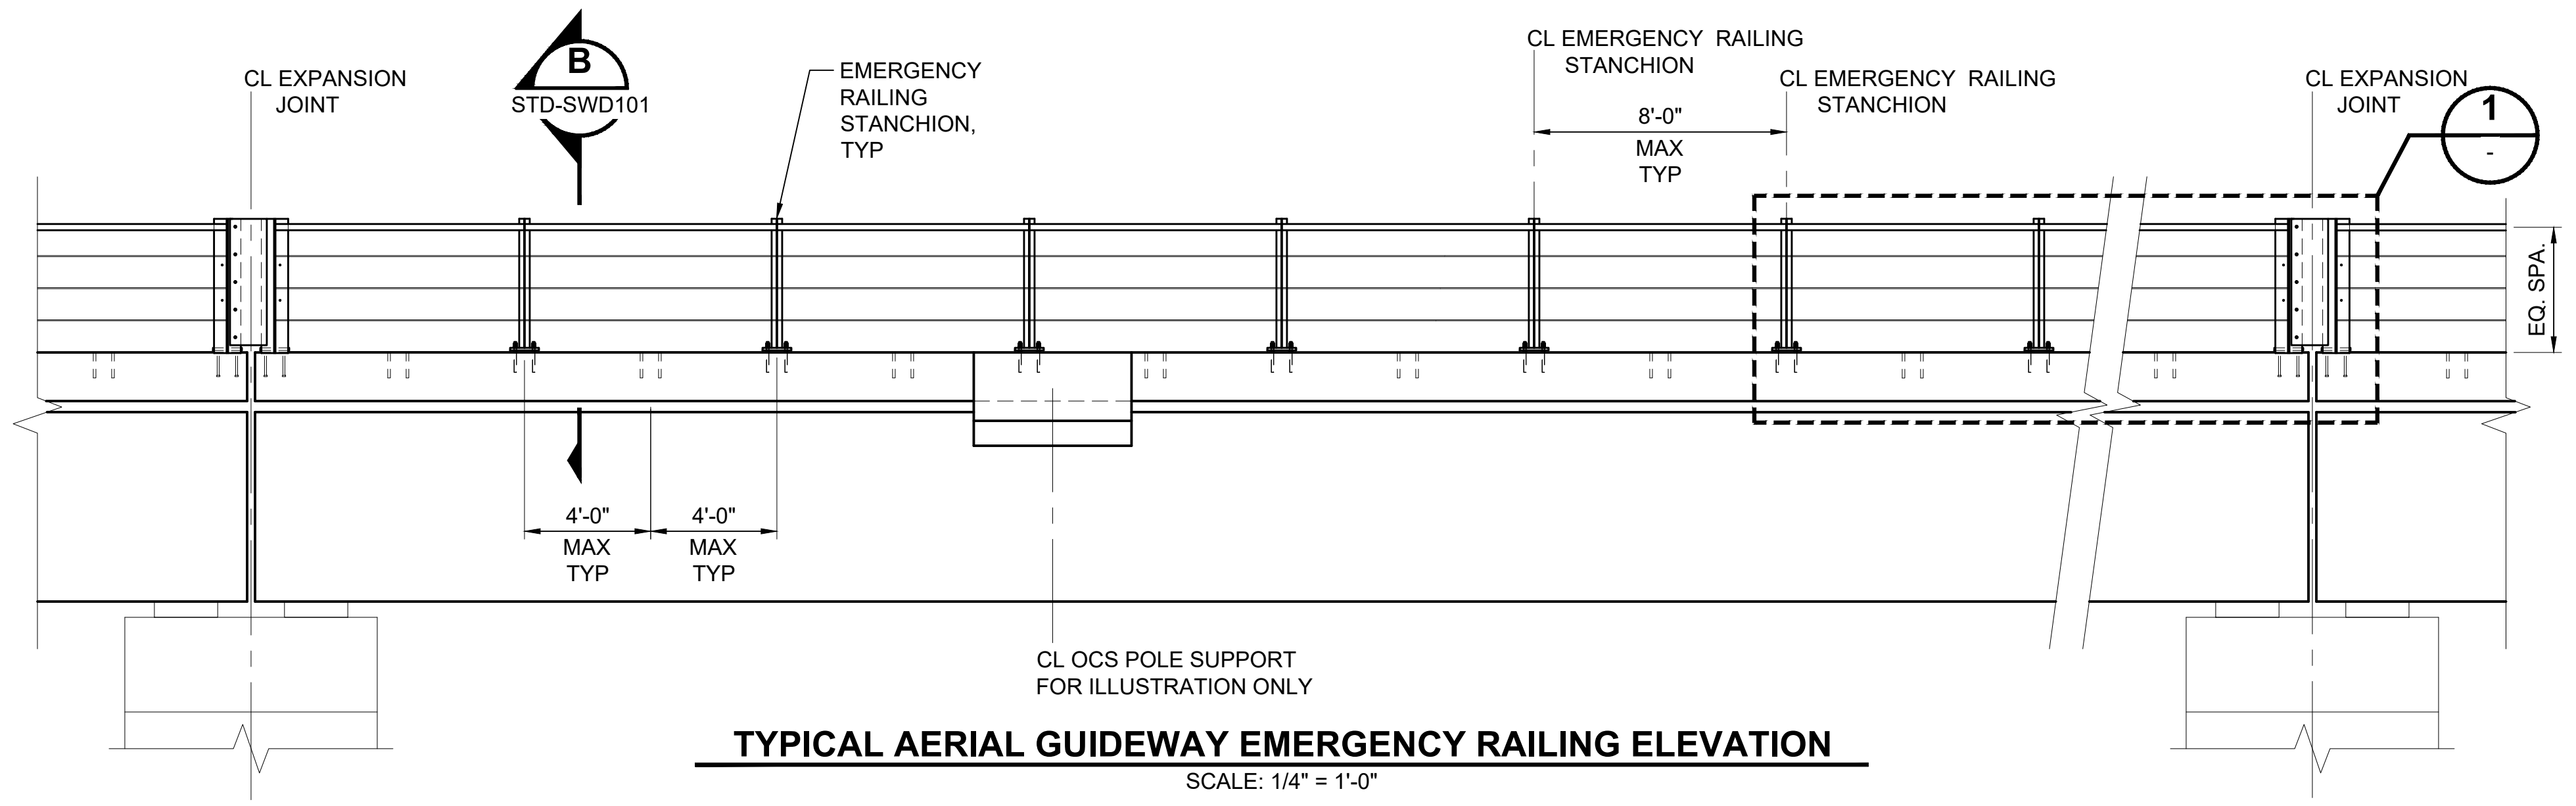 CL EXPANSION
JOINT
B
STD-SWD101
EMERGENCY
RAILING
STANCHION,
TYP
CL EMERGENCY RAILING
STANCHION
8'-0"
MAX
TYP
CL EMERGENCY RAILING
STANCHION
CL EXPANSION
JOINT
1
-
EQ. SPA.
4'-0"
MAX
TYP
4'-0"
MAX
TYP
CL OCS POLE SUPPORT
FOR ILLUSTRATION ONLY
TYPICAL AERIAL GUIDEWAY EMERGENCY RAILING ELEVATION
SCALE: 1/4" = 1'-0"